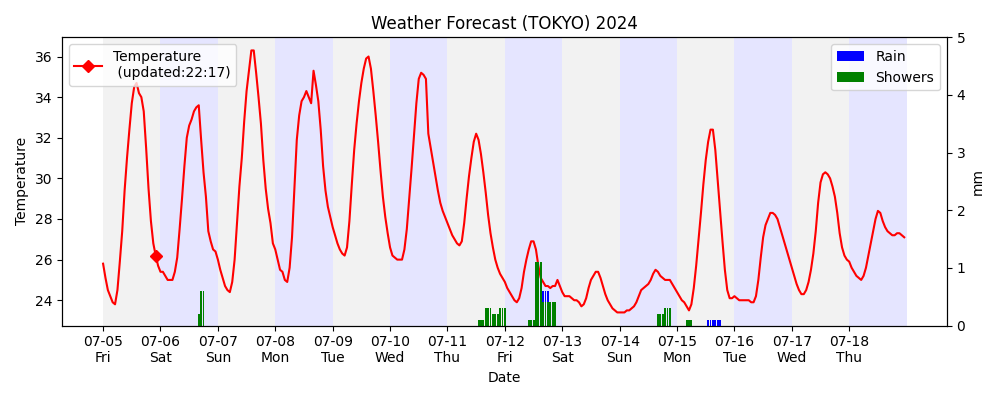 Weather Forecast (TOKYO) 2024
Temperature
(updated:22:17)
Rain
Showers
Temperature
36
34
32
30
28
26
24
5
4
3
2
1
0
mm
07-05 07-06 07-07 07-08 07-09 07-10 07-11 07-12 07-13 07-14 07-15 07-16 07-17 07-18
Fri Sat Sun Mon Tue Wed Thu Fri Sat Sun Mon Tue Wed Thu
Date